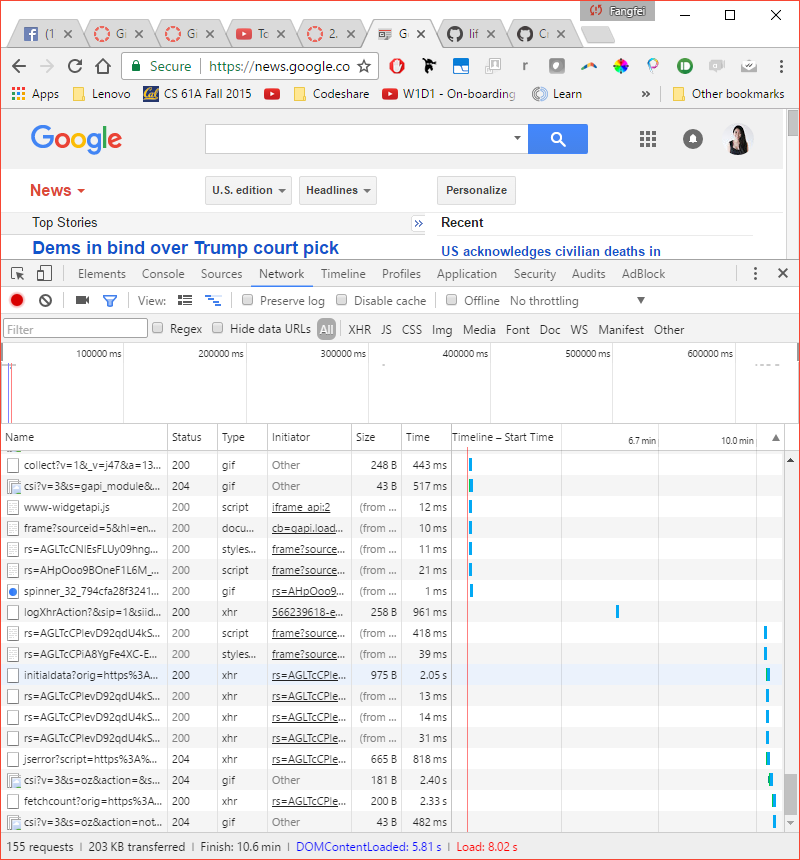 Fangfei
(1 Gi Gi To 2. G Iif C
Secure https://news.google.co
Apps Lenovo CS 61A Fall 2015 Codeshare W1D1 - On-boarding Learn » Other bookmarks
Google
News U.S. edition Headlines Personalize
Top Stories » Recent
Dems in bind over Trump court pick
US acknowledges civilian deaths in
Elements Console Sources Network Timeline Profiles Application Security Audits AdBlock
View: Preserve log Disable cache Offline No throttling
Filter Regex Hide data URLs All XHR JS CSS Img Media Font Doc WS Manifest Other
100000 ms 200000 ms 300000 ms 400000 ms 500000 ms 600000 ms
Name Status Type Initiator Size Time Timeline – Start Time 6.7 min 10.0 min
collect?v=1&_v=j47&a=13... 200 gif Other 248 B 443 ms
csi?v=3&s=gapi_module&... 204 gif Other 43 B 517 ms
www-widgetapi.js 200 script iframe_api:2 (from ... 12 ms
frame?sourceid=5&hl=en... 200 docu... cb=gapi.load... (from ... 10 ms
rs=AGLTcCNIEsFLUy09hng... 200 styles... frame?source... (from ... 11 ms
rs=AHpOoo9BOneF1L6M_... 200 script frame?source... (from ... 21 ms
spinner_32_794cfa28f3241... 200 gif rs=AHpOoo9... (from ... 1 ms
logXhrAction?&sip=1&siid... 200 xhr 566239618-e... 258 B 961 ms
rs=AGLTcCPIevD92qdU4kS... 200 script frame?source... (from ... 418 ms
rs=AGLTcCPiA8YgFe4XC-E... 200 styles... frame?source... (from ... 39 ms
initialdata?orig=https%3A... 200 xhr rs=AGLTcCPIe... 975 B 2.05 s
rs=AGLTcCPIevD92qdU4kS... 200 xhr rs=AGLTcCPIe... (from ... 13 ms
rs=AGLTcCPIevD92qdU4kS... 200 xhr rs=AGLTcCPIe... (from ... 14 ms
rs=AGLTcCPIevD92qdU4kS... 200 xhr rs=AGLTcCPIe... (from ... 31 ms
jserror?script=https%3A%... 204 xhr rs=AGLTcCPIe... 665 B 818 ms
csi?v=3&s=oz&action=&s... 204 gif Other 181 B 2.40 s
fetchcount?orig=https%3A... 200 xhr rs=AGLTcCPIe... 200 B 2.33 s
csi?v=3&s=oz&action=not... 204 gif Other 43 B 482 ms
155 requests | 203 KB transferred | Finish: 10.6 min | DOMContentLoaded: 5.81 s | Load: 8.02 s